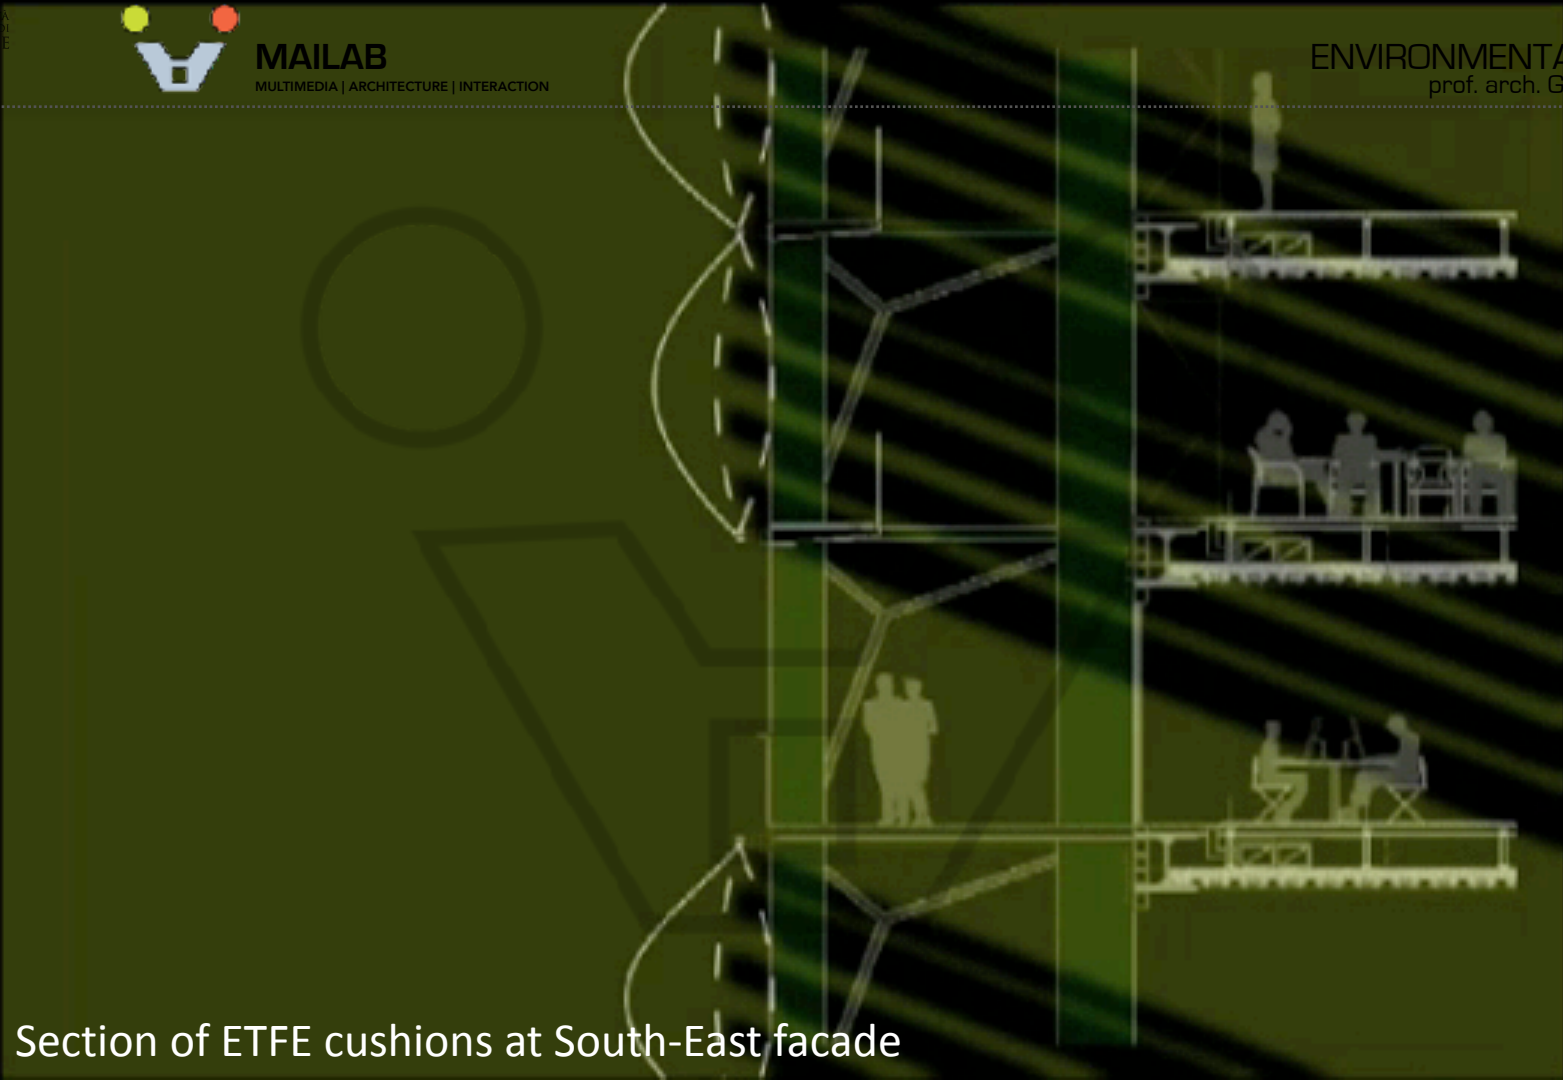 MAILAB
MULTIMEDIA | ARCHITECTURE | INTERACTION
ENVIRONMENTA
prof. arch. G
Section of ETFE cushions at South-East facade